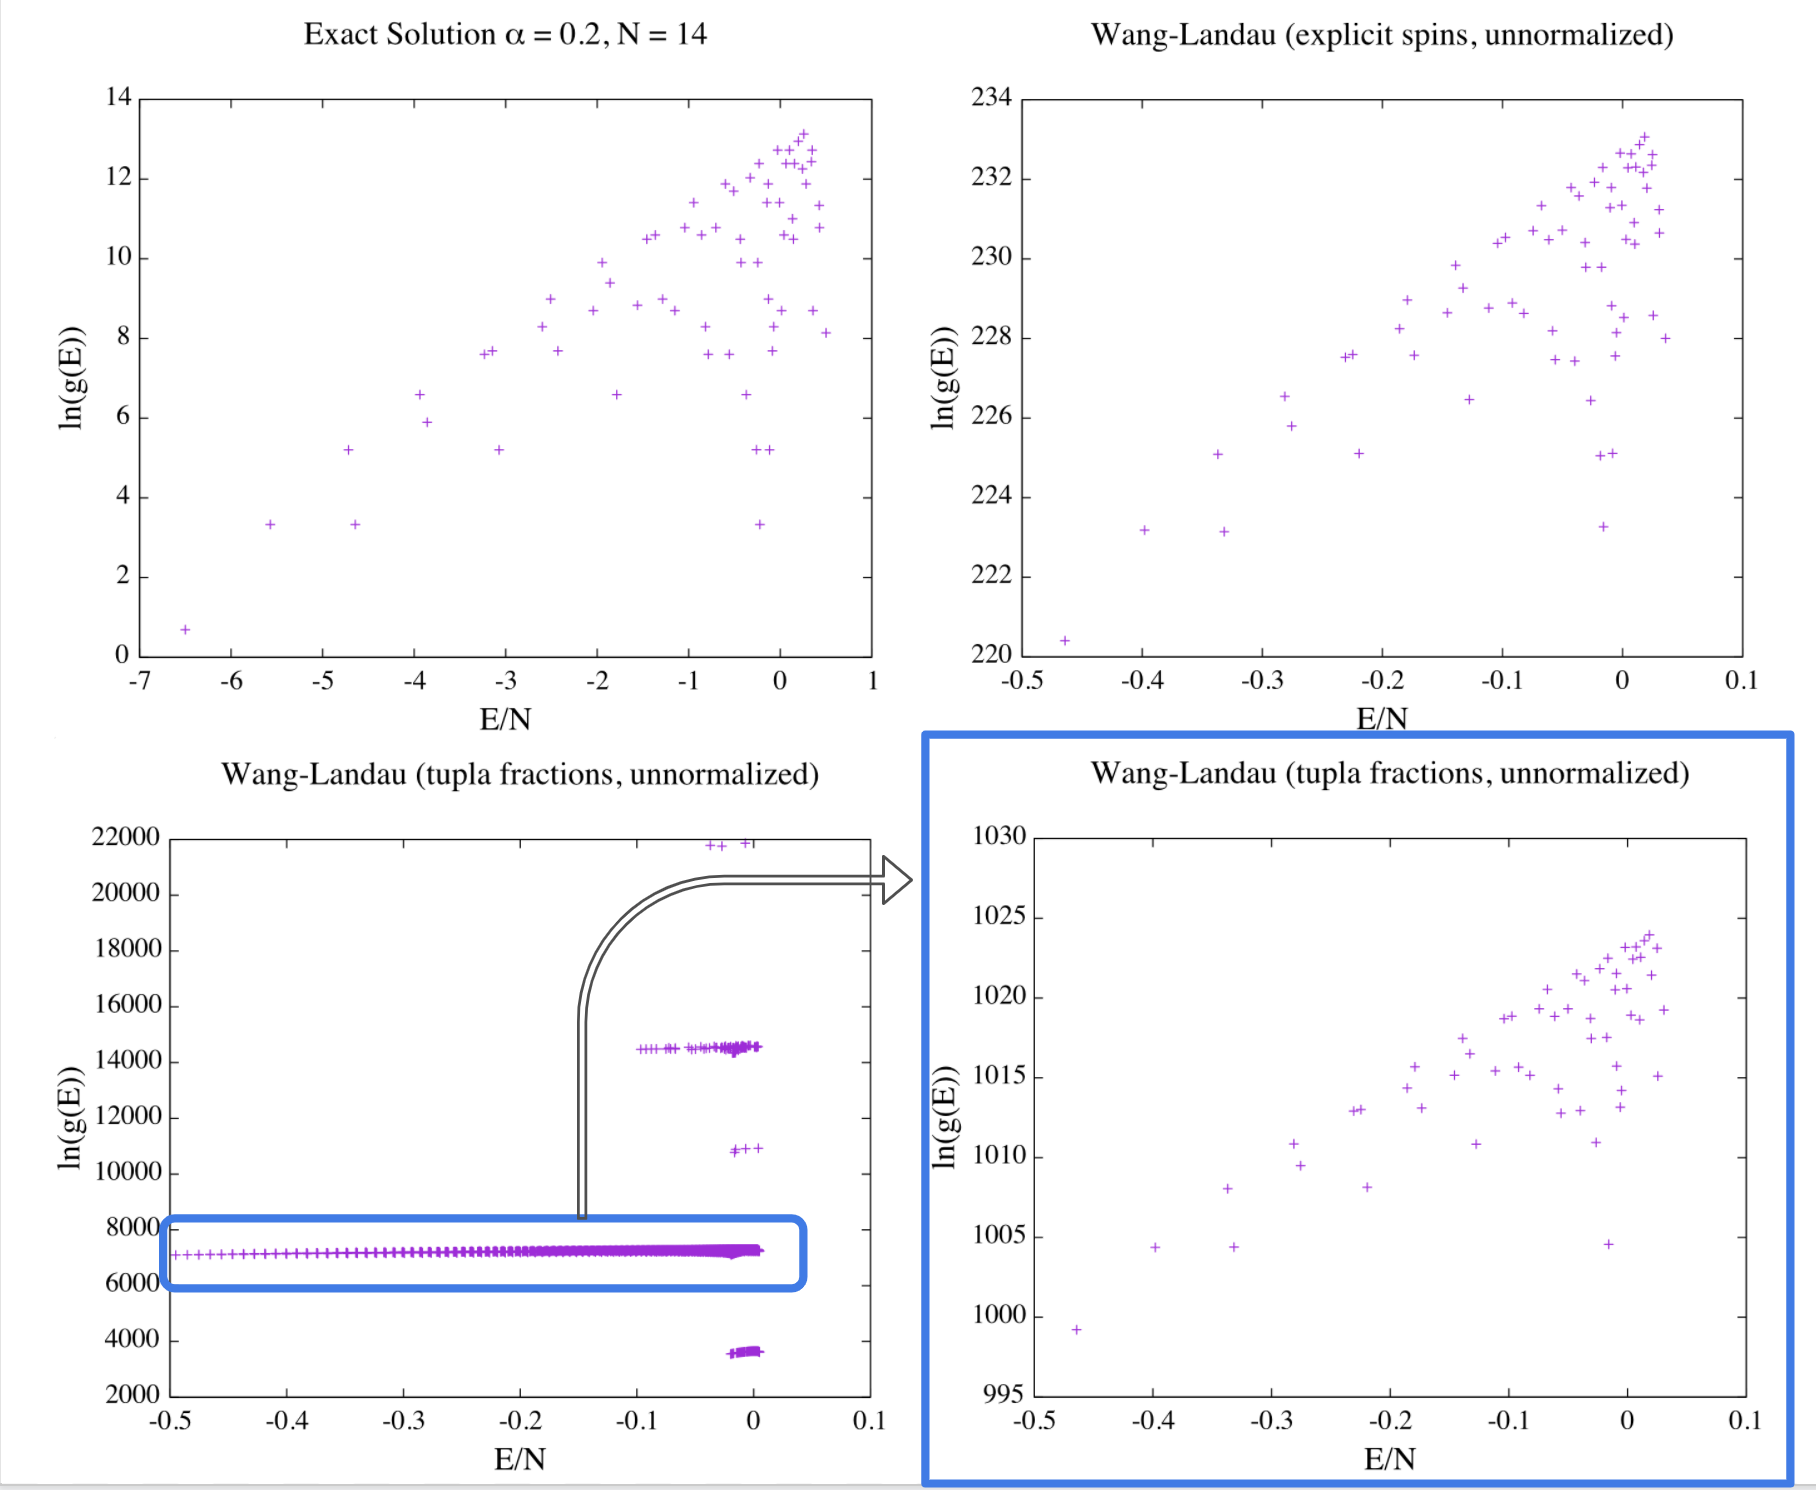 Exact Solution α = 0.2, N = 14
14
12
10
8
6
4
2
0
ln(g(E))
-7 -6 -5 -4 -3 -2 -1 0 1
E/N
Wang-Landau (explicit spins, unnormalized)
234
232
230
228
226
224
222
220
ln(g(E))
-0.5 -0.4 -0.3 -0.2 -0.1 0 0.1
E/N
Wang-Landau (tupla fractions, unnormalized)
22000
20000
18000
16000
14000
12000
10000
8000
6000
4000
2000
ln(g(E))
-0.5 -0.4 -0.3 -0.2 -0.1 0 0.1
E/N
Wang-Landau (tupla fractions, unnormalized)
1030
1025
1020
1015
1010
1005
1000
995
ln(g(E))
-0.5 -0.4 -0.3 -0.2 -0.1 0 0.1
E/N